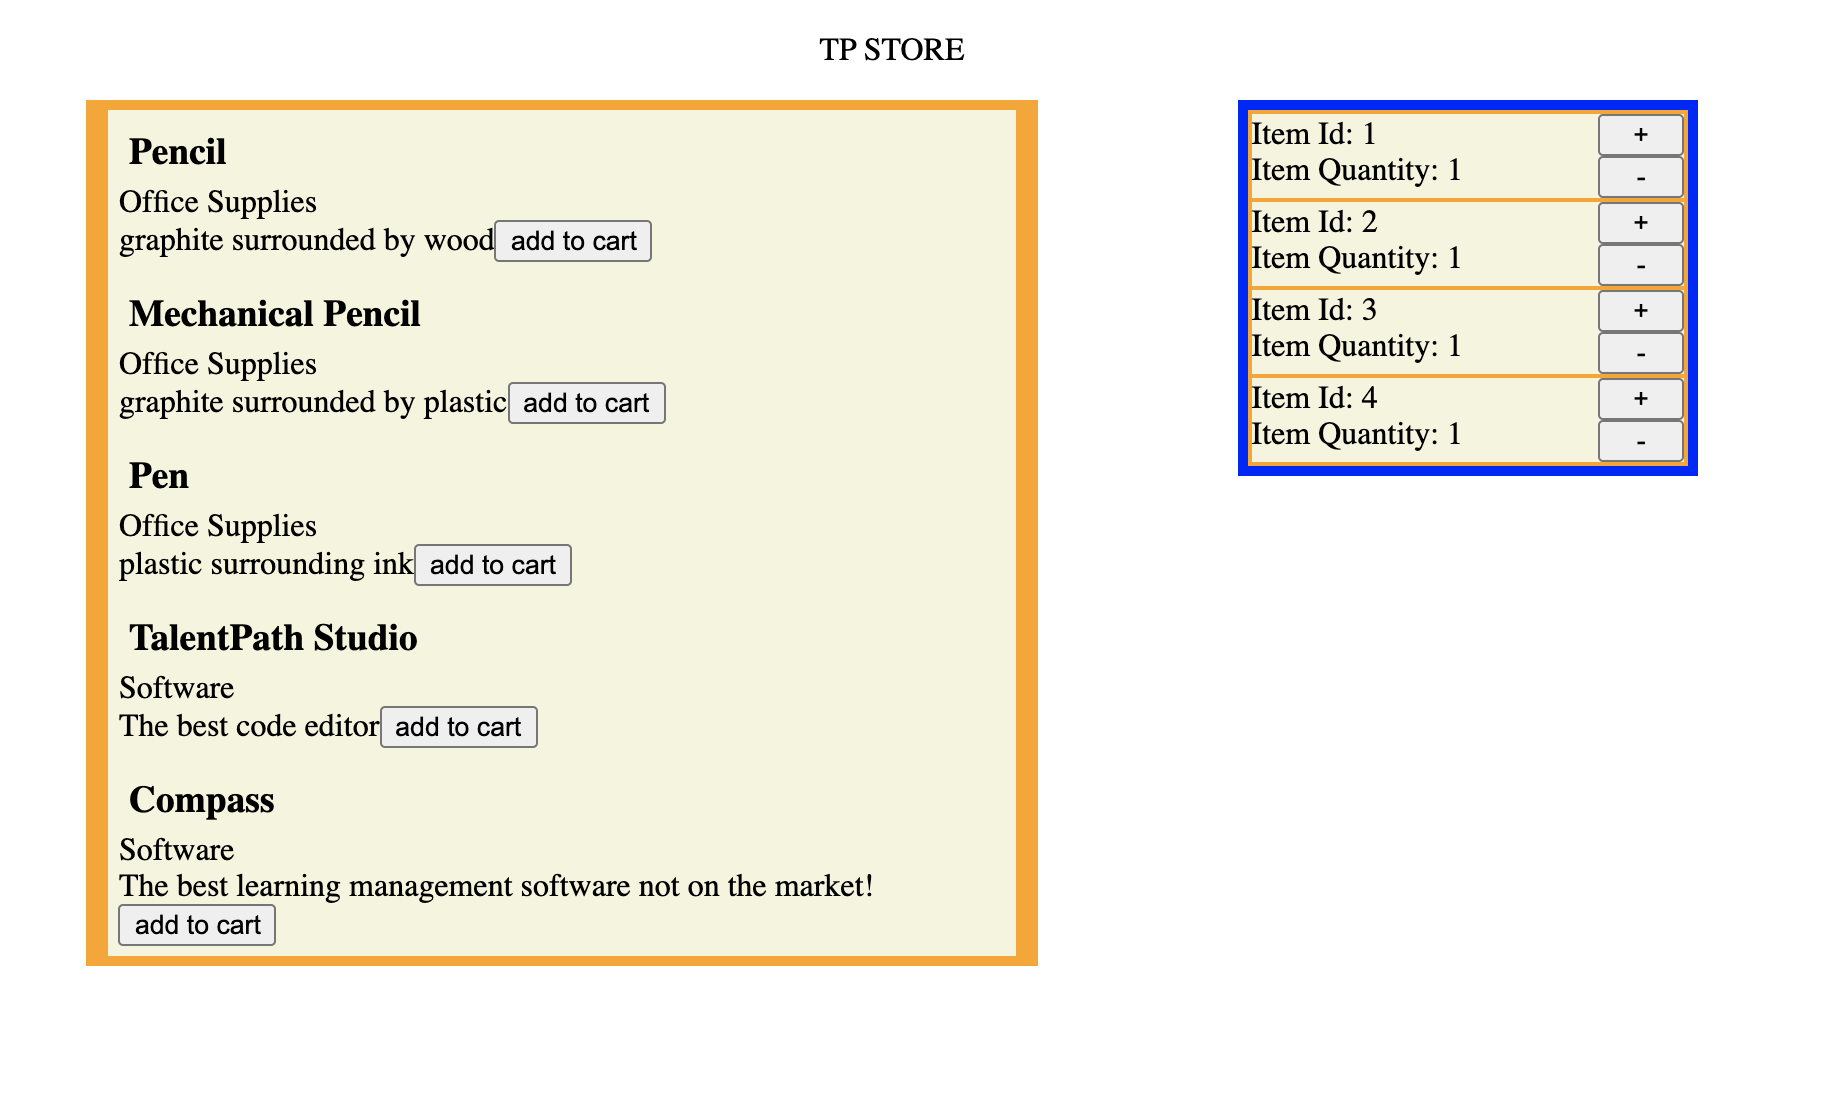 TP STORE
Pencil
Office Supplies
graphite surrounded by wood add to cart
Mechanical Pencil
Office Supplies
graphite surrounded by plastic add to cart
Pen
Office Supplies
plastic surrounding ink add to cart
TalentPath Studio
Software
The best code editor add to cart
Compass
Software
The best learning management software not on the market!
add to cart
Item Id: 1 +
Item Quantity: 1 -
Item Id: 2 +
Item Quantity: 1 -
Item Id: 3 +
Item Quantity: 1 -
Item Id: 4 +
Item Quantity: 1 -